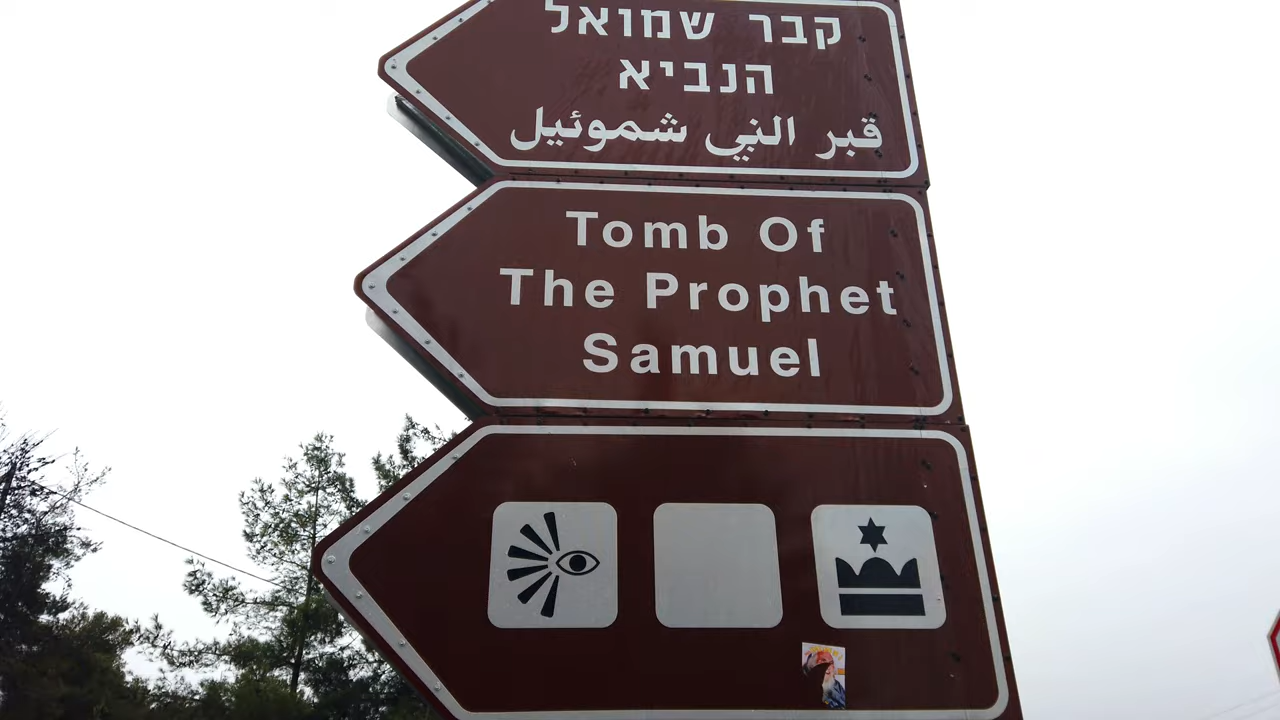 קבר שמואל
הנביא
قبر النبي شموئيل
Tomb Of
The Prophet
Samuel